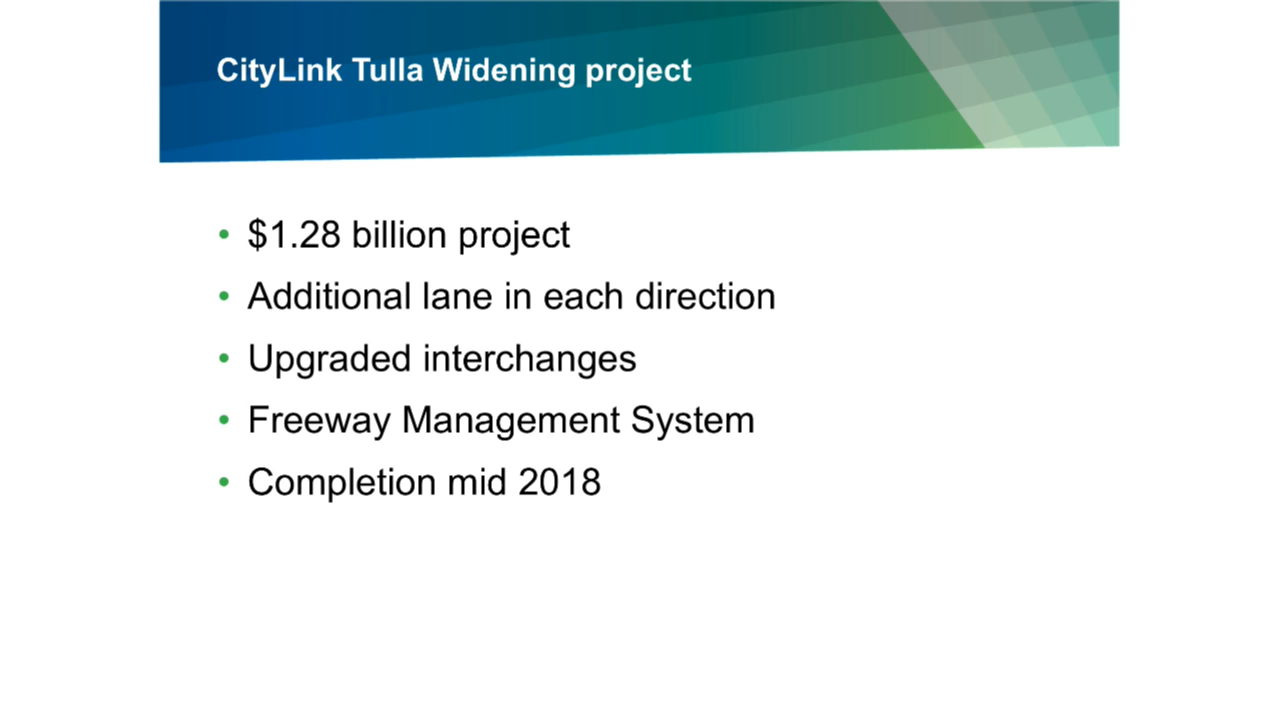 CityLink Tulla Widening project
• $1.28 billion project
• Additional lane in each direction
• Upgraded interchanges
• Freeway Management System
• Completion mid 2018